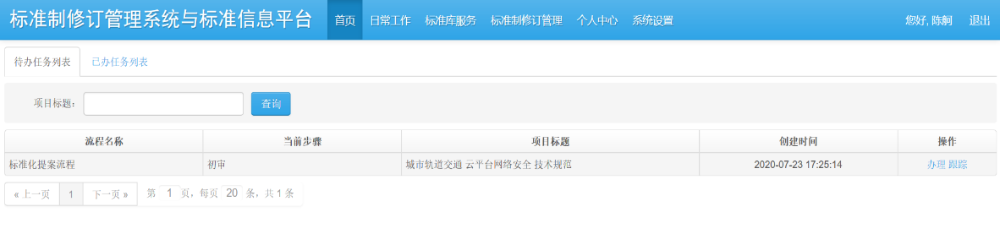 标准制修订管理系统与标准信息平台 首页 日常工作 标准库服务 标准制修订管理 个人中心 系统设置 您好, 陈舸 退出
待办任务列表 已办任务列表
项目标题： 查询
流程名称 当前步骤 项目标题 创建时间 操作
标准化提案流程 初审 城市轨道交通 云平台网络安全 技术规范 2020-07-23 17:25:14 办理 跟踪
« 上一页 1 下一页 » 第 1 页，每页 20 条，共 1 条